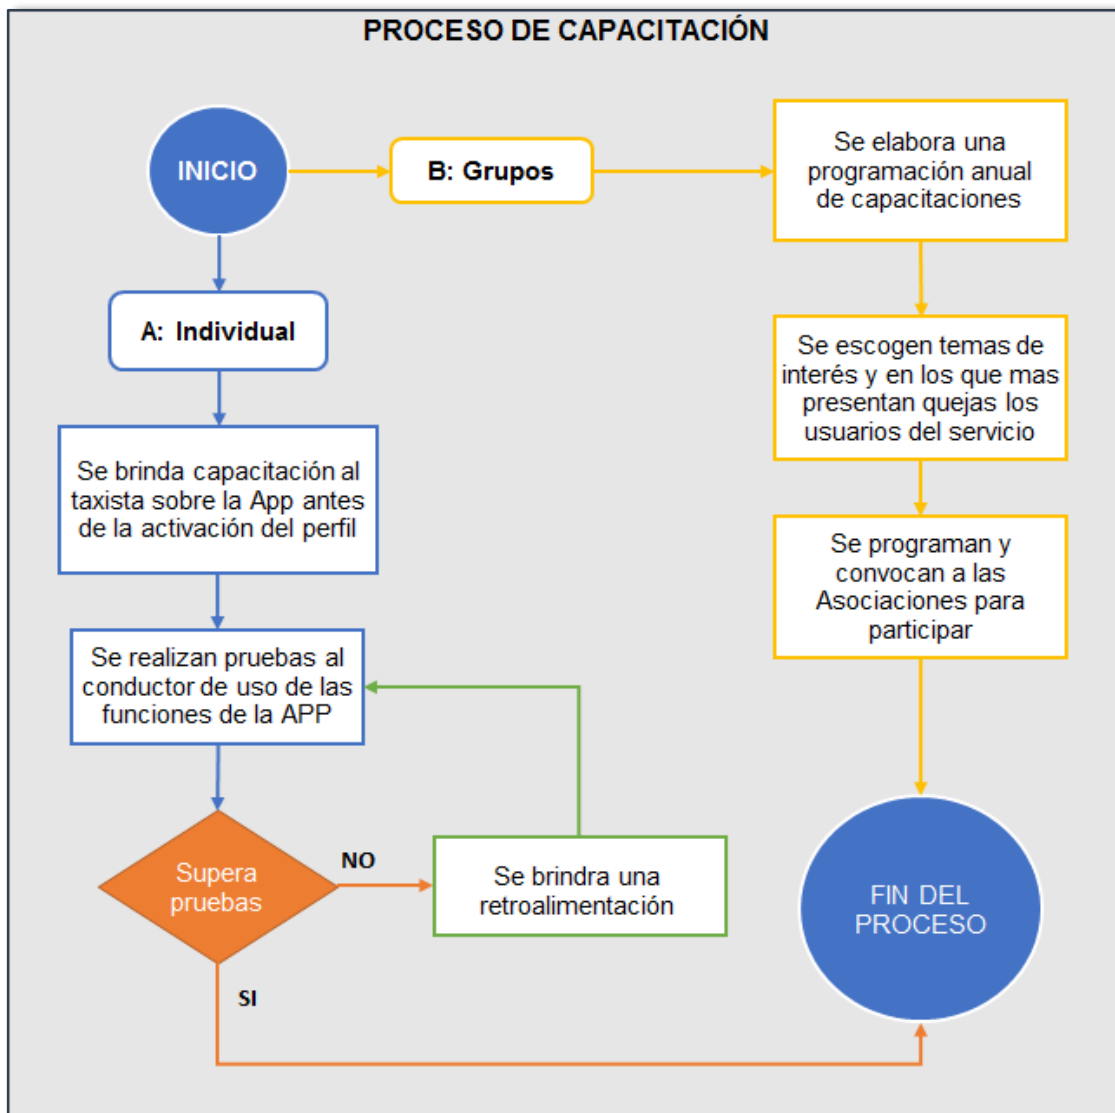 PROCESO DE CAPACITACIÓN
INICIO
B: Grupos
Se elabora una
programación anual
de capacitaciones
A: Individual
Se escogen temas de
interés y en los que mas
presentan quejas los
usuarios del servicio
Se brinda capacitación al
taxista sobre la App antes
de la activación del perfil
Se programan y
convocan a las
Asociaciones para
participar
Se realizan pruebas al
conductor de uso de las
funciones de la APP
Supera
pruebas
NO
Se brindra una
retroalimentación
SI
FIN DEL
PROCESO